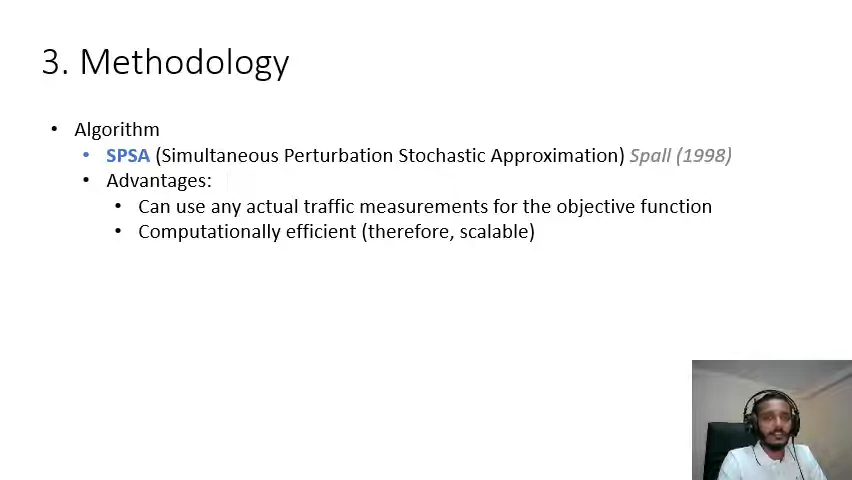 3. Methodology
• Algorithm
• SPSA (Simultaneous Perturbation Stochastic Approximation) Spall (1998)
• Advantages:
• Can use any actual traffic measurements for the objective function
• Computationally efficient (therefore, scalable)